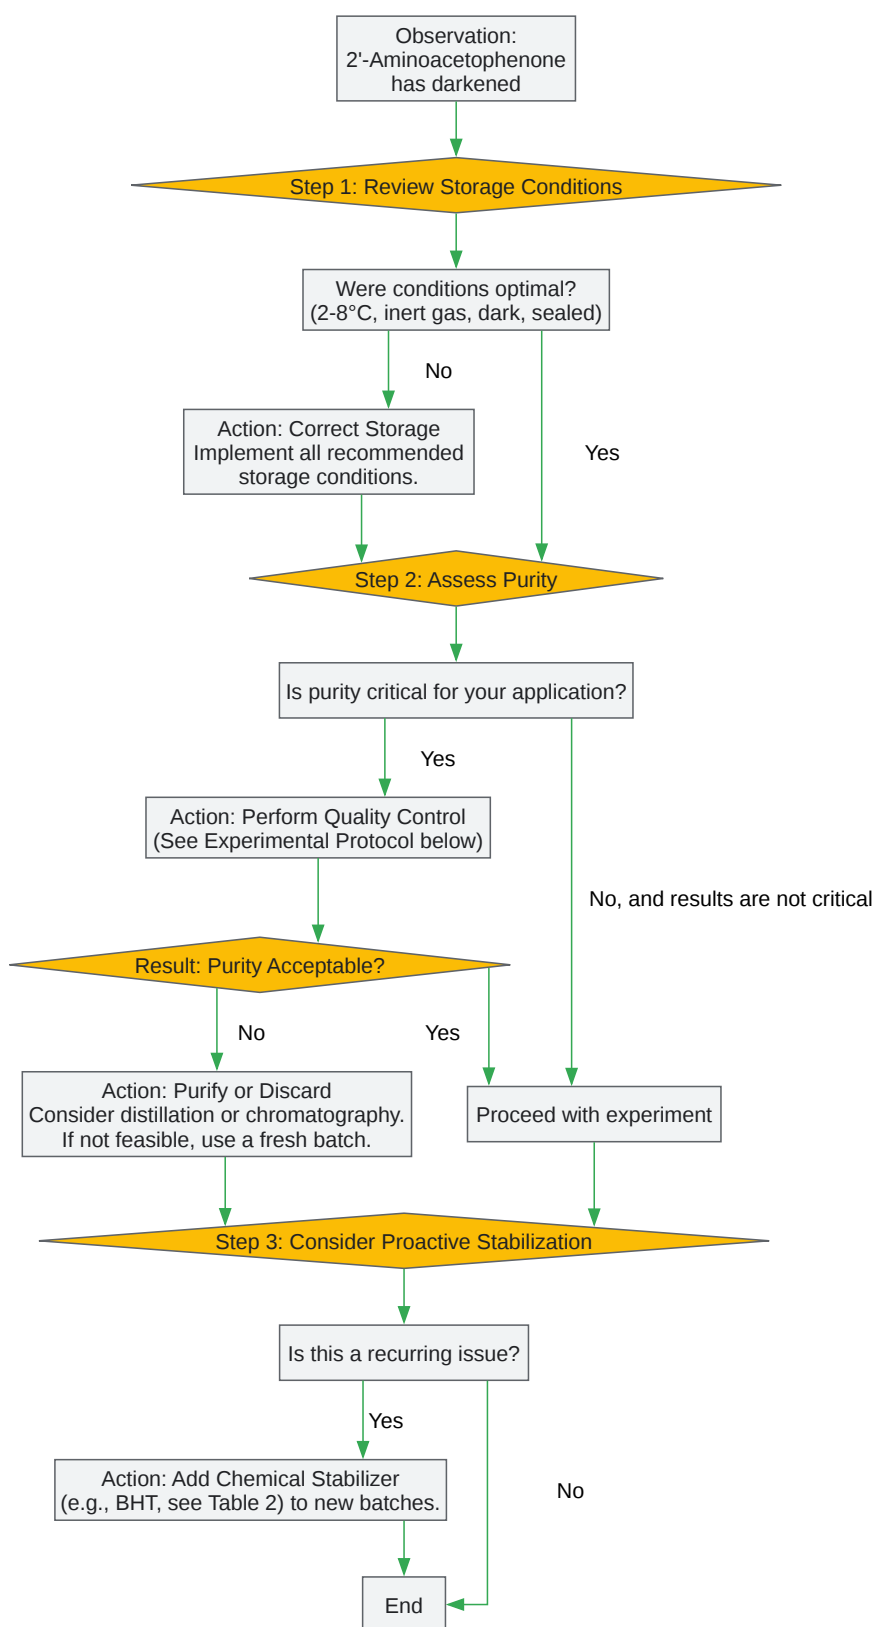 Observation:
2'-Aminoacetophenone
has darkened
Step 1: Review Storage Conditions
Were conditions optimal?
(2-8°C, inert gas, dark, sealed)
No
Action: Correct Storage
Implement all recommended
storage conditions.
Yes
Step 2: Assess Purity
Is purity critical for your application?
Yes
Action: Perform Quality Control
(See Experimental Protocol below)
No, and results are not critical
Result: Purity Acceptable?
No
Yes
Action: Purify or Discard
Consider distillation or chromatography.
If not feasible, use a fresh batch.
Proceed with experiment
Step 3: Consider Proactive Stabilization
Is this a recurring issue?
Yes
Action: Add Chemical Stabilizer
(e.g., BHT, see Table 2) to new batches.
No
End